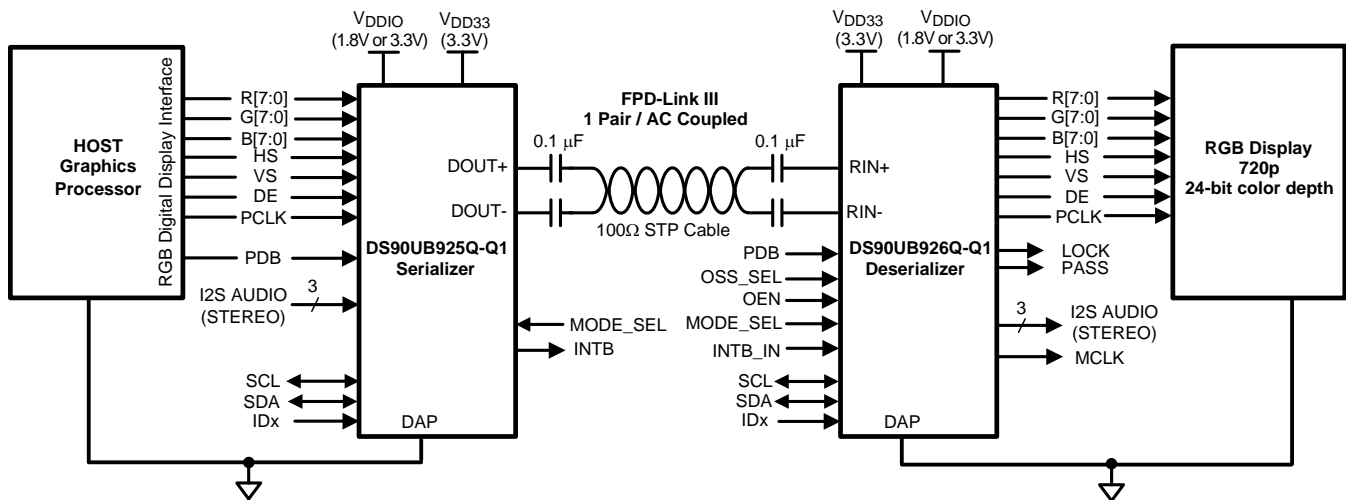 VDDIO
(1.8V or 3.3V)
VDD33
(3.3V)
VDD33
(3.3V)
VDDIO
(1.8V or 3.3V)
HOST
Graphics
Processor
RGB Digital Display Interface
R[7:0]
G[7:0]
B[7:0]
HS
VS
DE
PCLK
PDB
I2S AUDIO
(STEREO)
3
SCL
SDA
IDx
DOUT+
DOUT-
DS90UB925Q-Q1
Serializer
DAP
MODE_SEL
INTB
FPD-Link III
1 Pair / AC Coupled
0.1 μF
0.1 μF
100Ω STP Cable
PDB
OSS_SEL
OEN
MODE_SEL
INTB_IN
SCL
SDA
IDx
RIN+
RIN-
DS90UB926Q-Q1
Deserializer
DAP
R[7:0]
G[7:0]
B[7:0]
HS
VS
DE
PCLK
LOCK
PASS
3
I2S AUDIO
(STEREO)
MCLK
RGB Display
720p
24-bit color depth